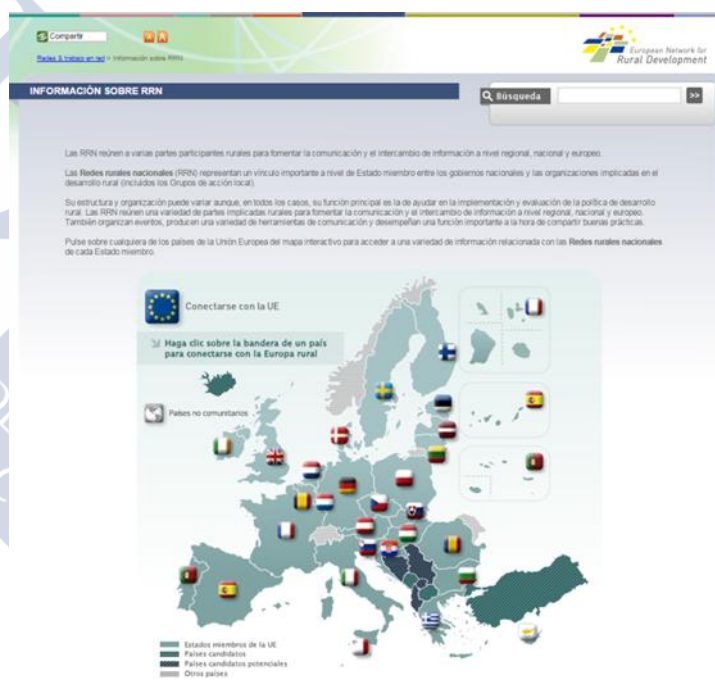 Compartir
A A
European Network for
Rural Development
Redes & trabajo en red > Información sobre RRN
INFORMACIÓN SOBRE RRN
Búsqueda
>>
Las RRN reúnen a varias partes participantes rurales para fomentar la comunicación y el intercambio de información a nivel regional, nacional y europeo.
Las Redes rurales nacionales (RRN) representan un vínculo importante a nivel de Estado miembro entre los gobiernos nacionales y las organizaciones implicadas en el
desarrollo rural (incluidos los Grupos de acción local).
Su estructura y organización puede variar aunque, en todos los casos, su función principal es la de ayudar en la implementación y evaluación de la política de desarrollo
rural. Las RRN reúnen una variedad de partes implicadas rurales para fomentar la comunicación y el intercambio de información a nivel regional, nacional y europeo.
También organizan eventos, producen una variedad de herramientas de comunicación y desempeñan una función importante a la hora de compartir buenas prácticas.
Pulse sobre cualquiera de los países de la Unión Europea del mapa interactivo para acceder a una variedad de información relacionada con las Redes rurales nacionales
de cada Estado miembro.
Conectarse con la UE
Haga clic sobre la bandera de un país
para conectarse con la Europa rural
Países no comunitarios
Estados miembros de la UE
Países candidatos
Países candidatos potenciales
Otros países